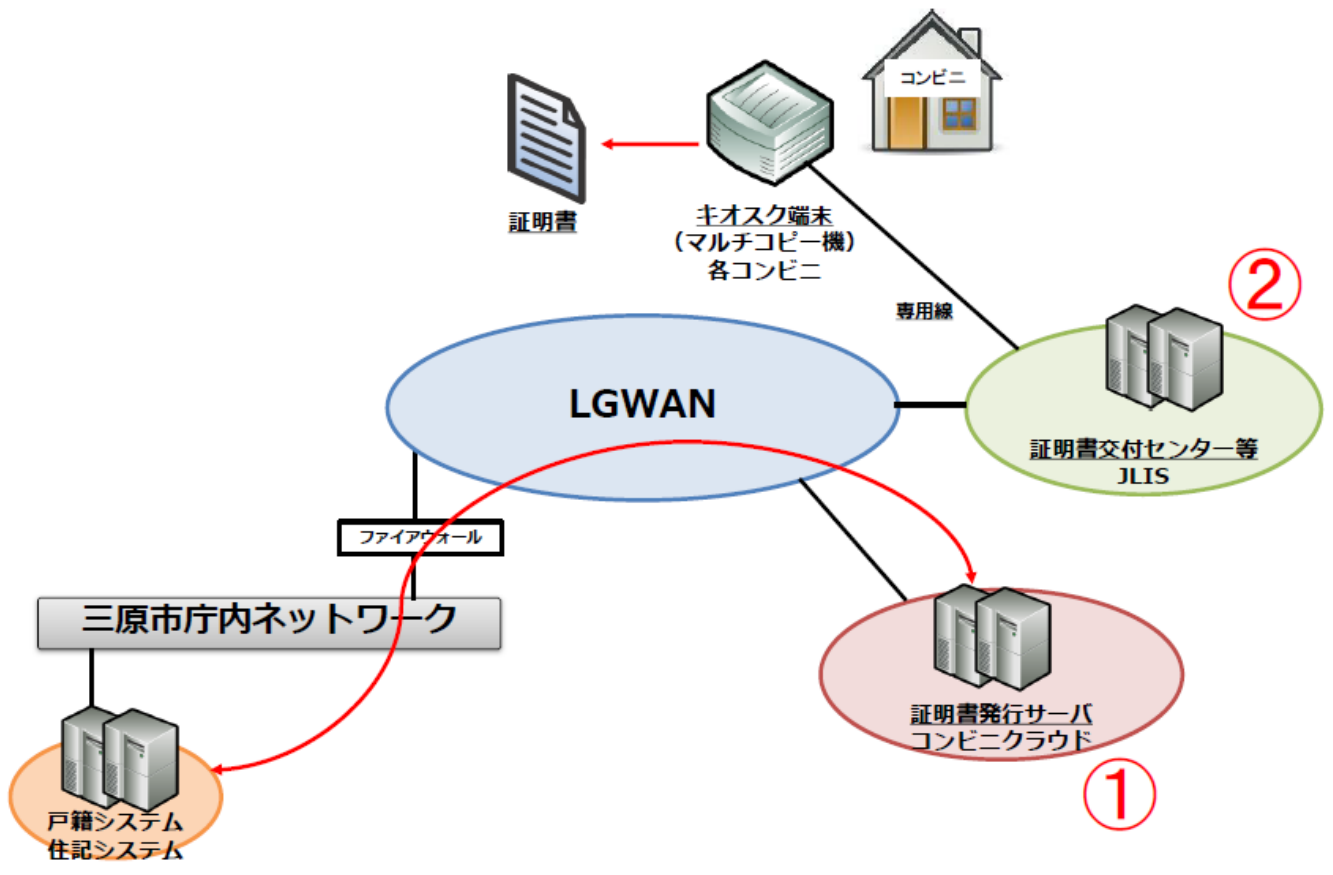 コンビニ
証明書
キオスク端末
（マルチコピー機）
各コンビニ
専用線
②
LGWAN
証明書交付センター等
JLIS
ファイアウォール
三原市庁内ネットワーク
証明書発行サーバ
コンビニクラウド
①
戸籍システム
住記システム